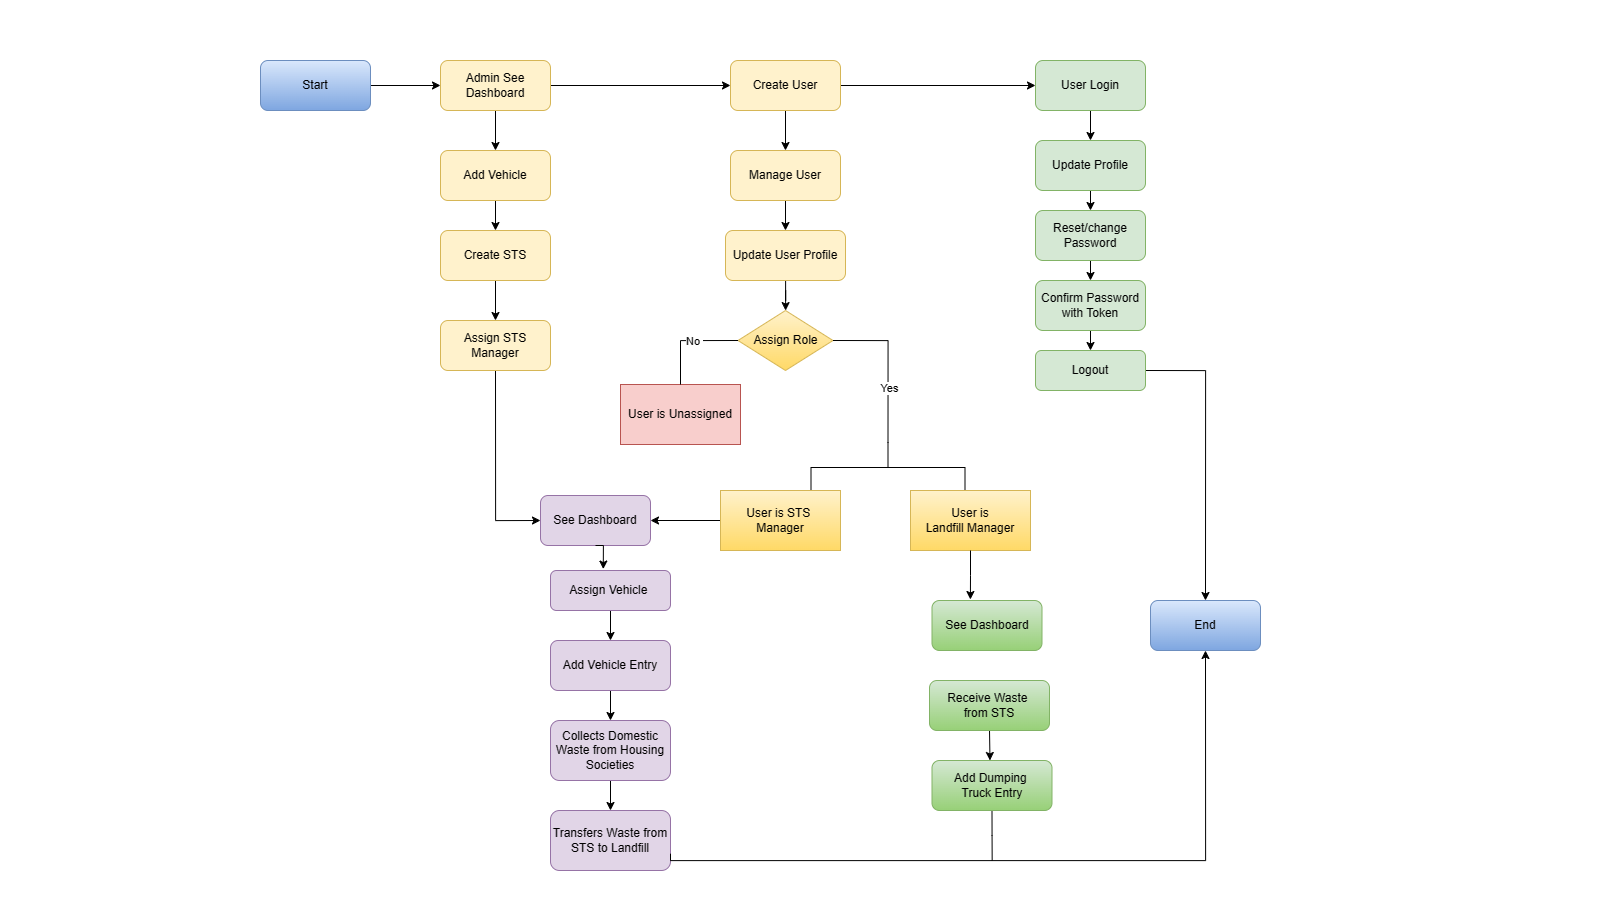 Start
Admin See
Dashboard
Create User
User Login
Add Vehicle
Manage User
Update Profile
Create STS
Update User Profile
Reset/change
Password
Confirm Password
with Token
Assign STS
Manager
No
Assign Role
Yes
Logout
User is Unassigned
See Dashboard
User is STS
Manager
User is
Landfill Manager
Assign Vehicle
See Dashboard
End
Add Vehicle Entry
Receive Waste
from STS
Collects Domestic
Waste from Housing
Societies
Add Dumping
Truck Entry
Transfers Waste from
STS to Landfill